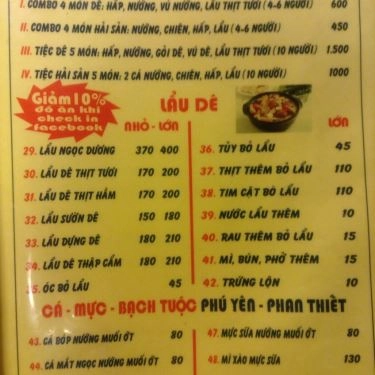 I. COMBO 4 MÓN DÊ: HẤP, NƯỚNG, VÚ NƯỚNG, LẨU THỊT TƯƠI (4-6 NGƯỜI) 600
II. COMBO 4 MÓN HẢI SẢN: NƯỚNG, CHIÊN, HẤP, LẨU (4-6 NGƯỜI) 450
III. TIỆC DÊ 5 MÓN: HẤP, NƯỚNG, GỎI DÊ, VÚ DÊ, LẨU THỊT TƯƠI (10 NGƯỜI) 1.500
IV. TIỆC HẢI SẢN 5 MÓN: 2 CÁ NƯỚNG, CHIÊN, HẤP, LẨU (10 NGƯỜI) 1000
Giảm 10%
đồ ăn khi
check in
facebook
LẨU DÊ
NHỎ - LỚN
29. LẨU NGỌC DƯƠNG 370 400
30. LẨU DÊ THỊT TƯƠI 170 200
31. LẨU DÊ THỊT HẦM 170 200
32. LẨU SƯỜN DÊ 150 180
33. LẨU DỰNG DÊ 180 210
34. LẨU DÊ THẬP CẨM 180 210
35. ÓC BỎ LẨU 45
LỚN
36. TỦY BỎ LẨU 45
37. THỊT THÊM BỎ LẨU 110
38. TIM CẬT BỎ LẨU 110
39. NƯỚC LẨU THÊM 10
40. RAU THÊM BỎ LẨU 15
41. MÌ, BÚN, PHỞ THÊM 15
42. TRỨNG LỘN 10
CÁ - MỰC - BẠCH TUỘC PHÚ YÊN - PHAN THIẾT
43. CÁ BÓP NƯỚNG MUỐI ỚT 80
44. CÁ MẮT NGỌC NƯỚNG MUỐI ỚT 80
47. MỰC SỮA NƯỚNG MUỐI ỚT 80
48. MÌ XÀO MỰC SỮA 130